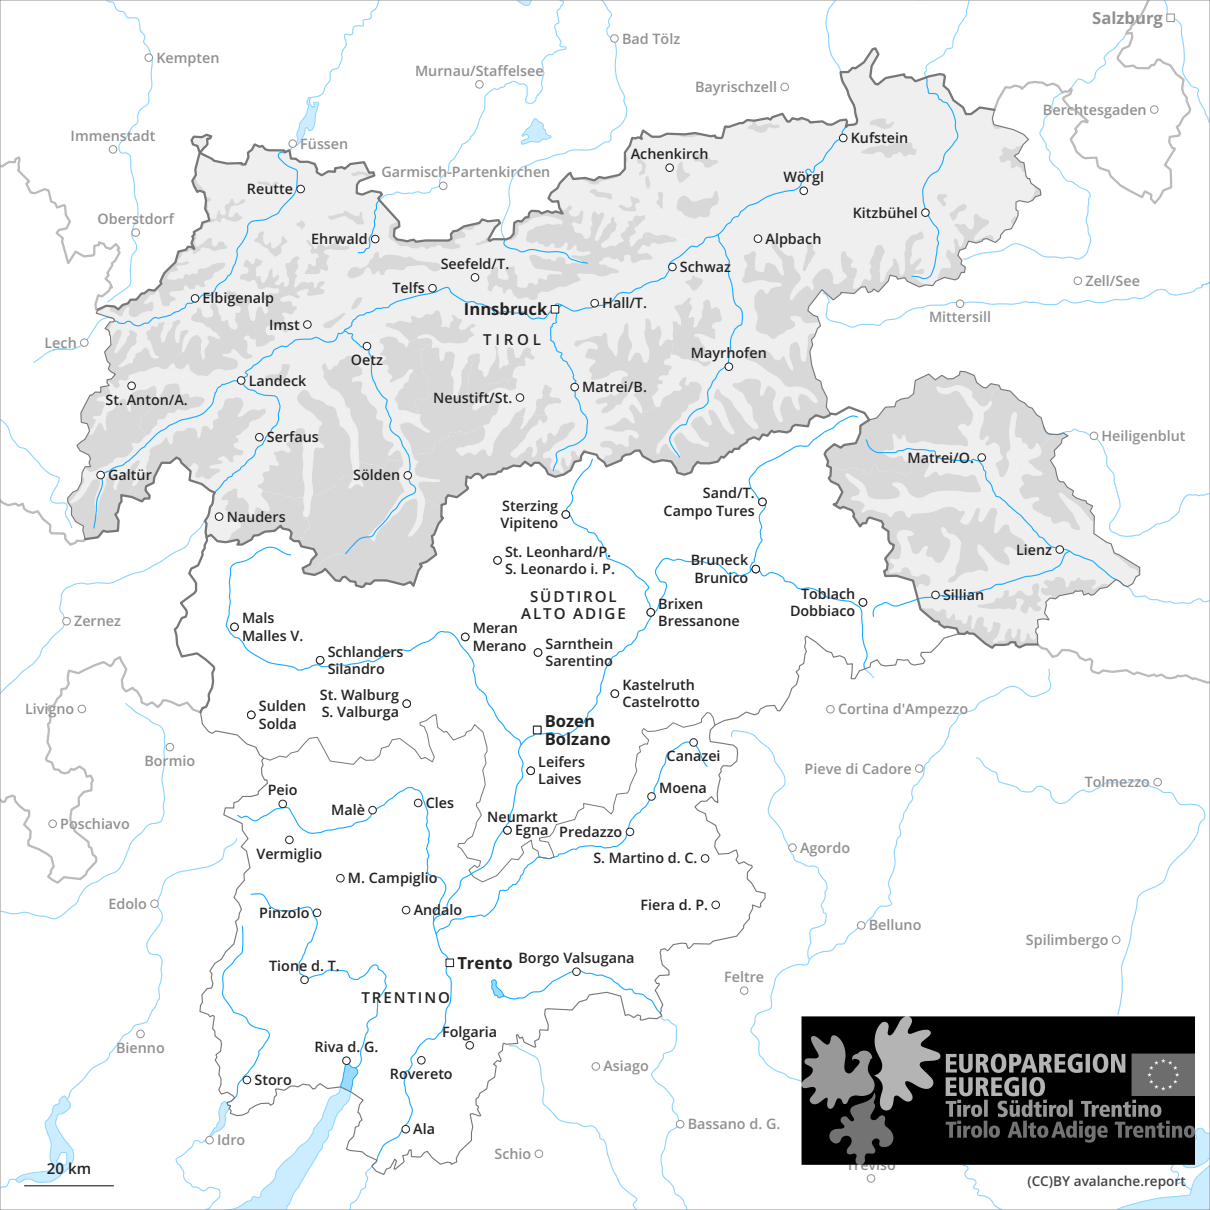 Salzburg
Bad Tölz
Kempten
Murnau/Staffelsee
Bayrischzell
Berchtesgaden
Immenstadt
Füssen
Kufstein
Achenkirch
Garmisch-Partenkirchen
Reutte
Wörgl
Oberstdorf
Kitzbühel
Ehrwald
Alpbach
Seefeld/T.
Schwaz
Zell/See
Telfs
Elbigenalp
Hall/T.
Innsbruck
Mittersill
Imst
TIROL
Lech
Oetz
Mayrhofen
Landeck
Matrei/B.
St. Anton/A.
Neustift/St.
Serfaus
Heiligenblut
Matrei/O.
Galtür
Sölden
Sand/T.
Campo Tures
Sterzing
Vipiteno
Nauders
St. Leonhard/P.
S. Leonardo i. P.
Lienz
Bruneck
Brunico
SÜDTIROL
ALTO ADIGE
Toblach
Dobbiaco
Sillian
Brixen
Bressanone
Zernez
Mals
Malles V.
Meran
Merano
Sarnthein
Sarentino
Schlanders
Silandro
Kastelruth
Castelrotto
St. Walburg
S. Valburga
Livigno
Sulden
Solda
Cortina d'Ampezzo
Bozen
Bolzano
Bormio
Canazei
Leifers
Laives
Pieve di Cadore
Tolmezzo
Peio
Moena
Malè
Cles
Neumarkt
Egna
Predazzo
Poschiavo
Vermiglio
Agordo
S. Martino d. C.
M. Campiglio
Edolo
Pinzolo
Andalo
Fiera d. P.
Belluno
Spilimbergo
Trento
Borgo Valsugana
Tione d. T.
Feltre
TRENTINO
Folgaria
Bienno
Riva d. G.
Rovereto
Asiago
Storo
EUROPAREGION
EUREGIO
Tirol Südtirol Trentino
Tirolo Alto Adige Trentino
Ala
Bassano d. G.
Idro
Schio
Treviso
20 km
(CC)BY avalanche.report